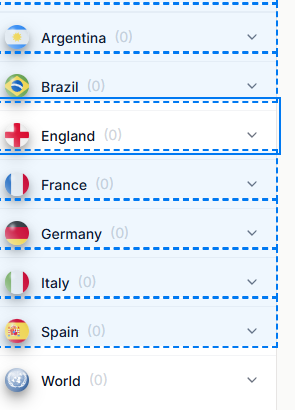 Argentina (0)
Brazil (0)
England (0)
France (0)
Germany (0)
Italy (0)
Spain (0)
World (0)